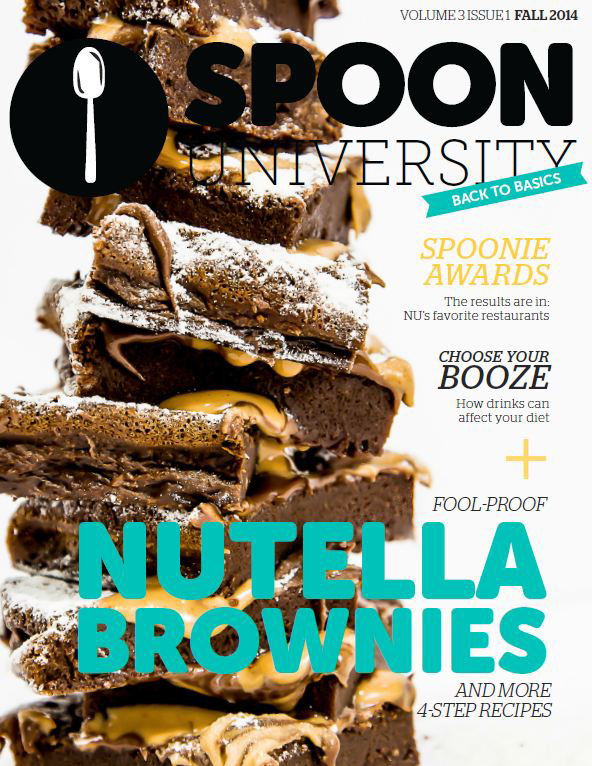 VOLUME 3 ISSUE 1 FALL 2014
SPOON
UNIVERSITY
BACK TO BASICS
SPOONIE
AWARDS
The results are in:
NU's favorite restaurants
CHOOSE YOUR
BOOZE
How drinks can
affect your diet
+
FOOL-PROOF
NUTELLA
BROWNIES
AND MORE
4-STEP RECIPES